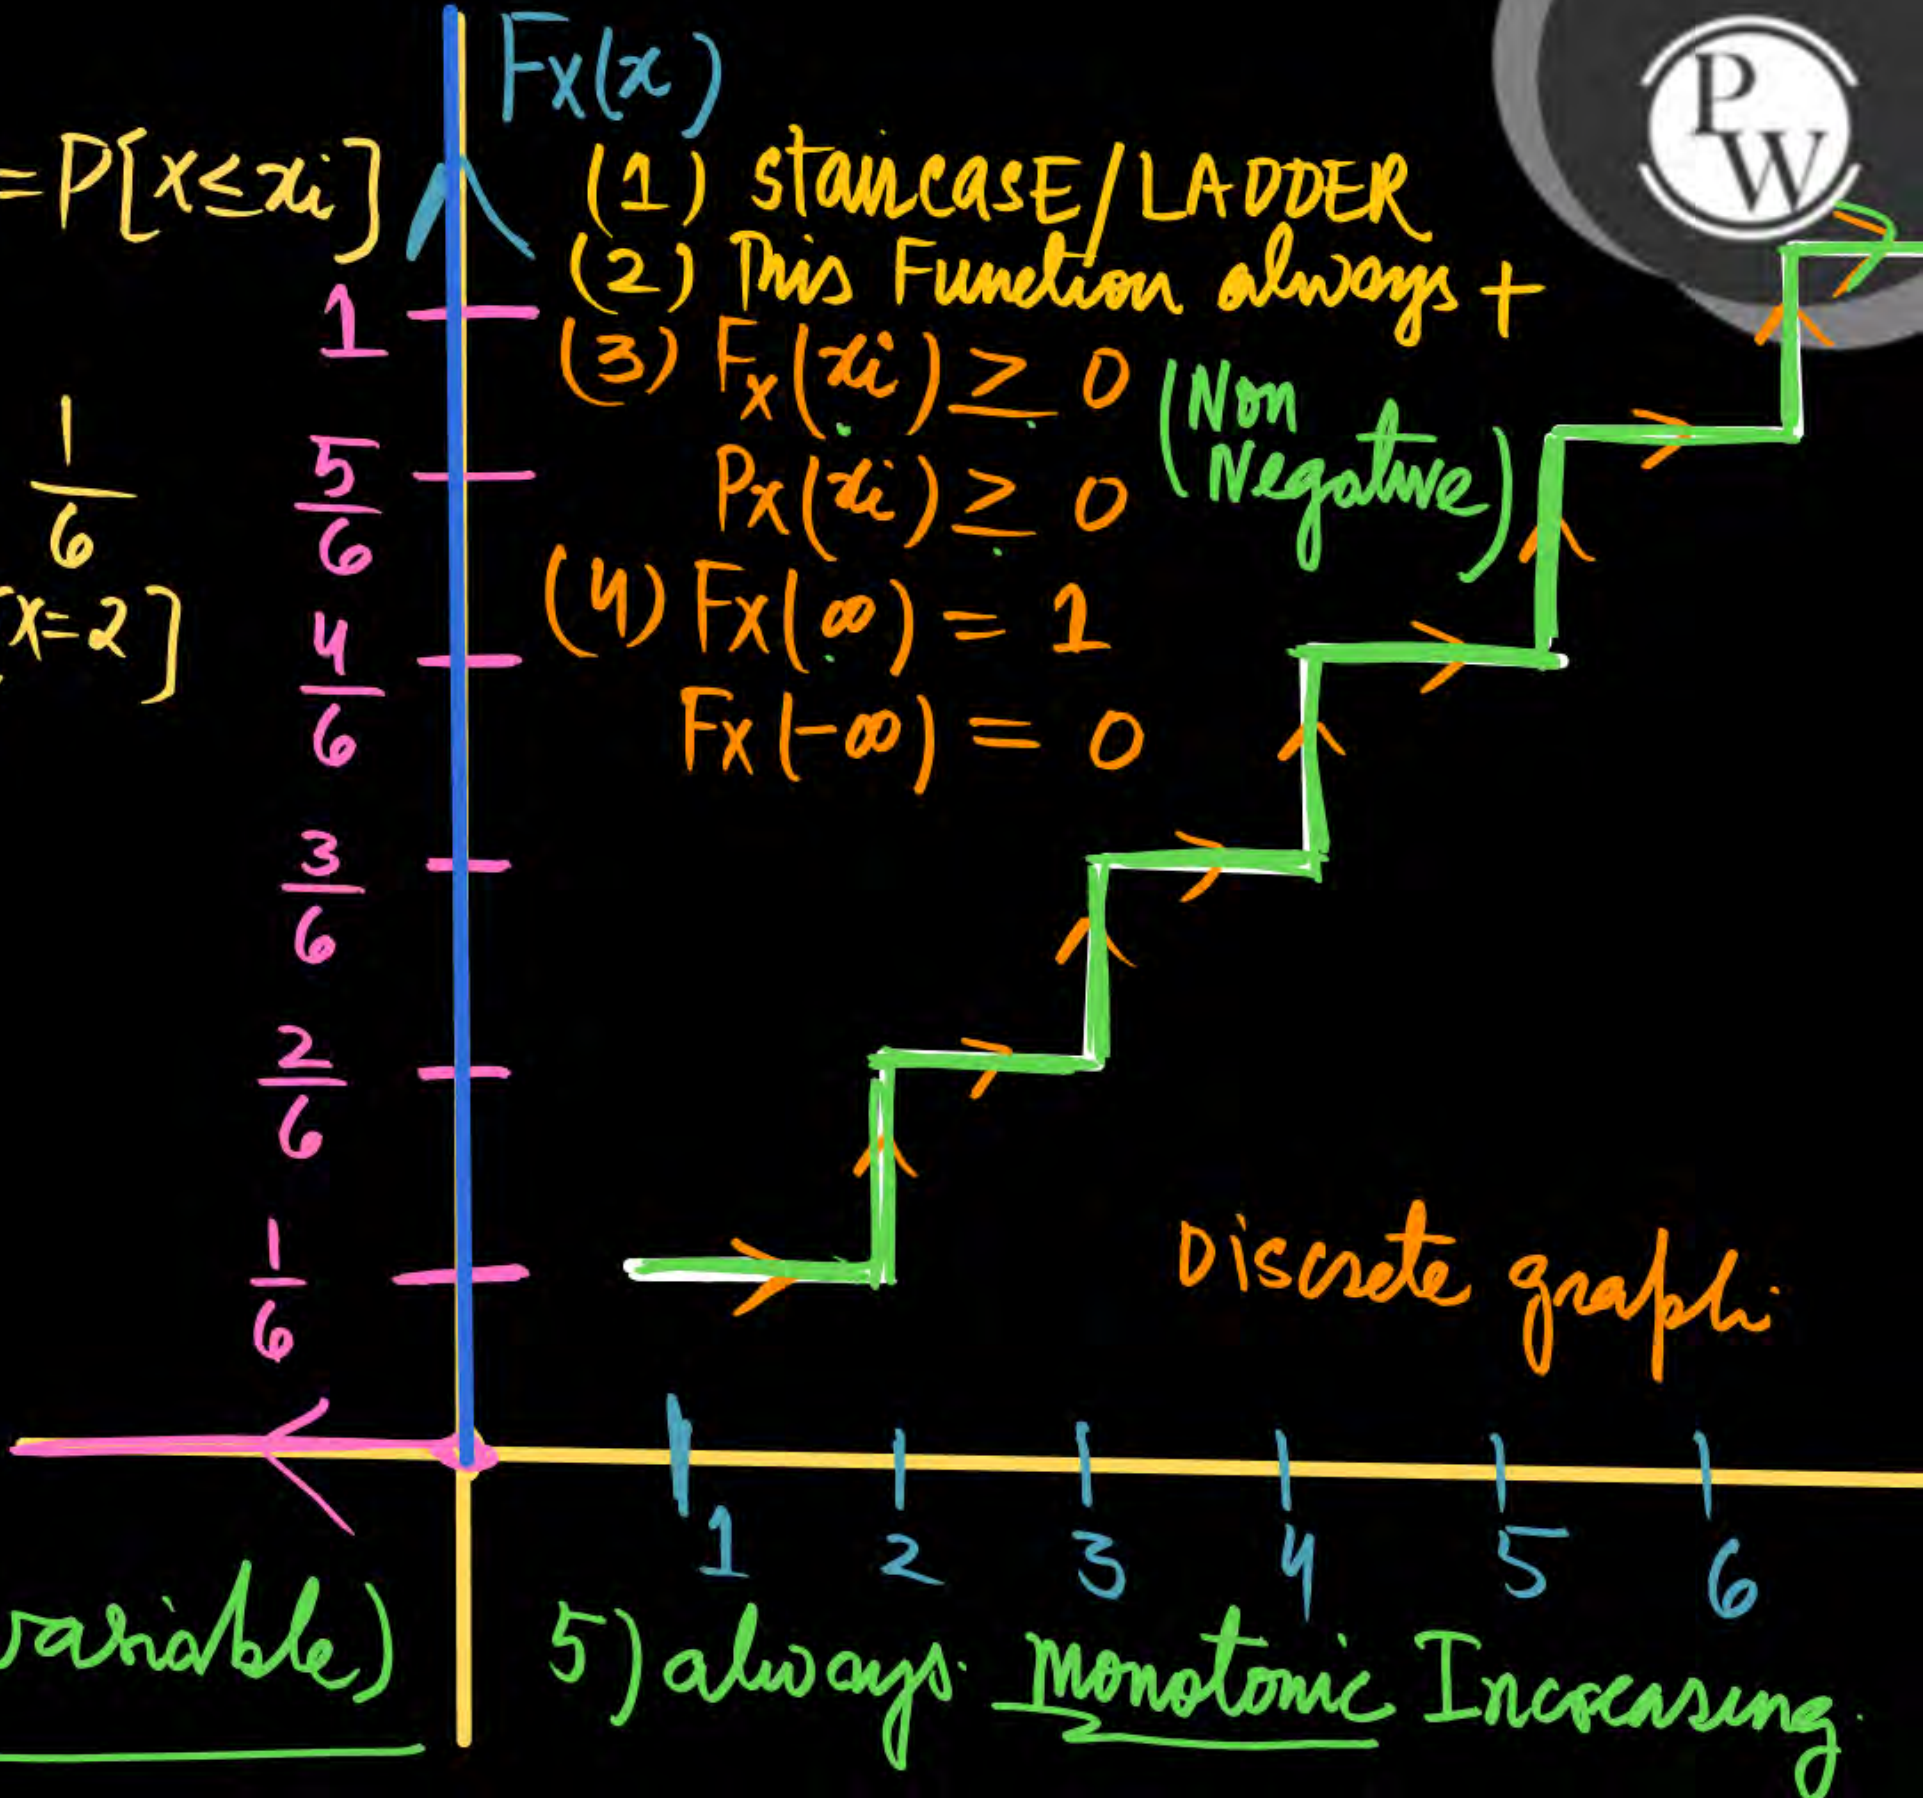 Fx(x)
= P[x≤xi]
(1) StaircasE/LADDER
(2) This Function always +
(3) Fx(xi) ≥ 0 (Non Negative)
Px(xi) ≥ 0
(4) Fx(∞) = 1
Fx(-∞) = 0
1
5/6
4/6
3/6
2/6
1/6
1/6
[x=2]
PW
Discrete graph.
1 2 3 4 5 6
variable)
5) always. Monotonic Increasing.